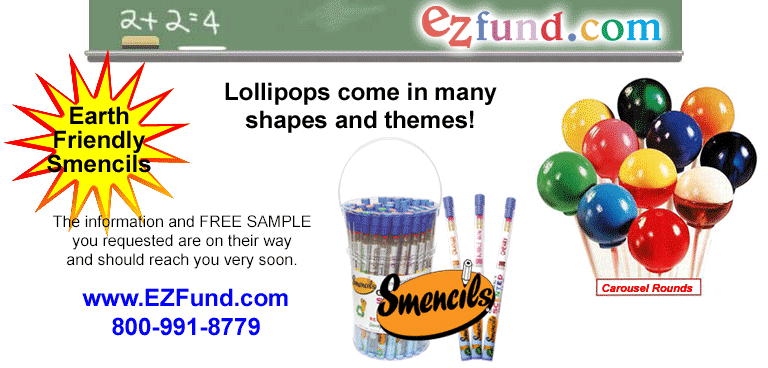 2+2=4
ezfund.com
Earth
Friendly
Smencils
Lollipops come in many
shapes and themes!
The information and FREE SAMPLE
you requested are on their way
and should reach you very soon.
www.EZFund.com
800-991-8779
Smencils
Carousel Rounds